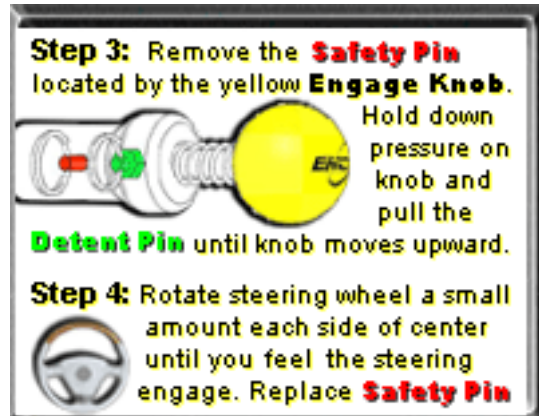 Step 3: Remove the Safety Pin
located by the yellow Engage Knob.
Hold down
pressure on
knob and
pull the
Detent Pin until knob moves upward.
Step 4: Rotate steering wheel a small
amount each side of center
until you feel the steering
engage. Replace Safety Pin